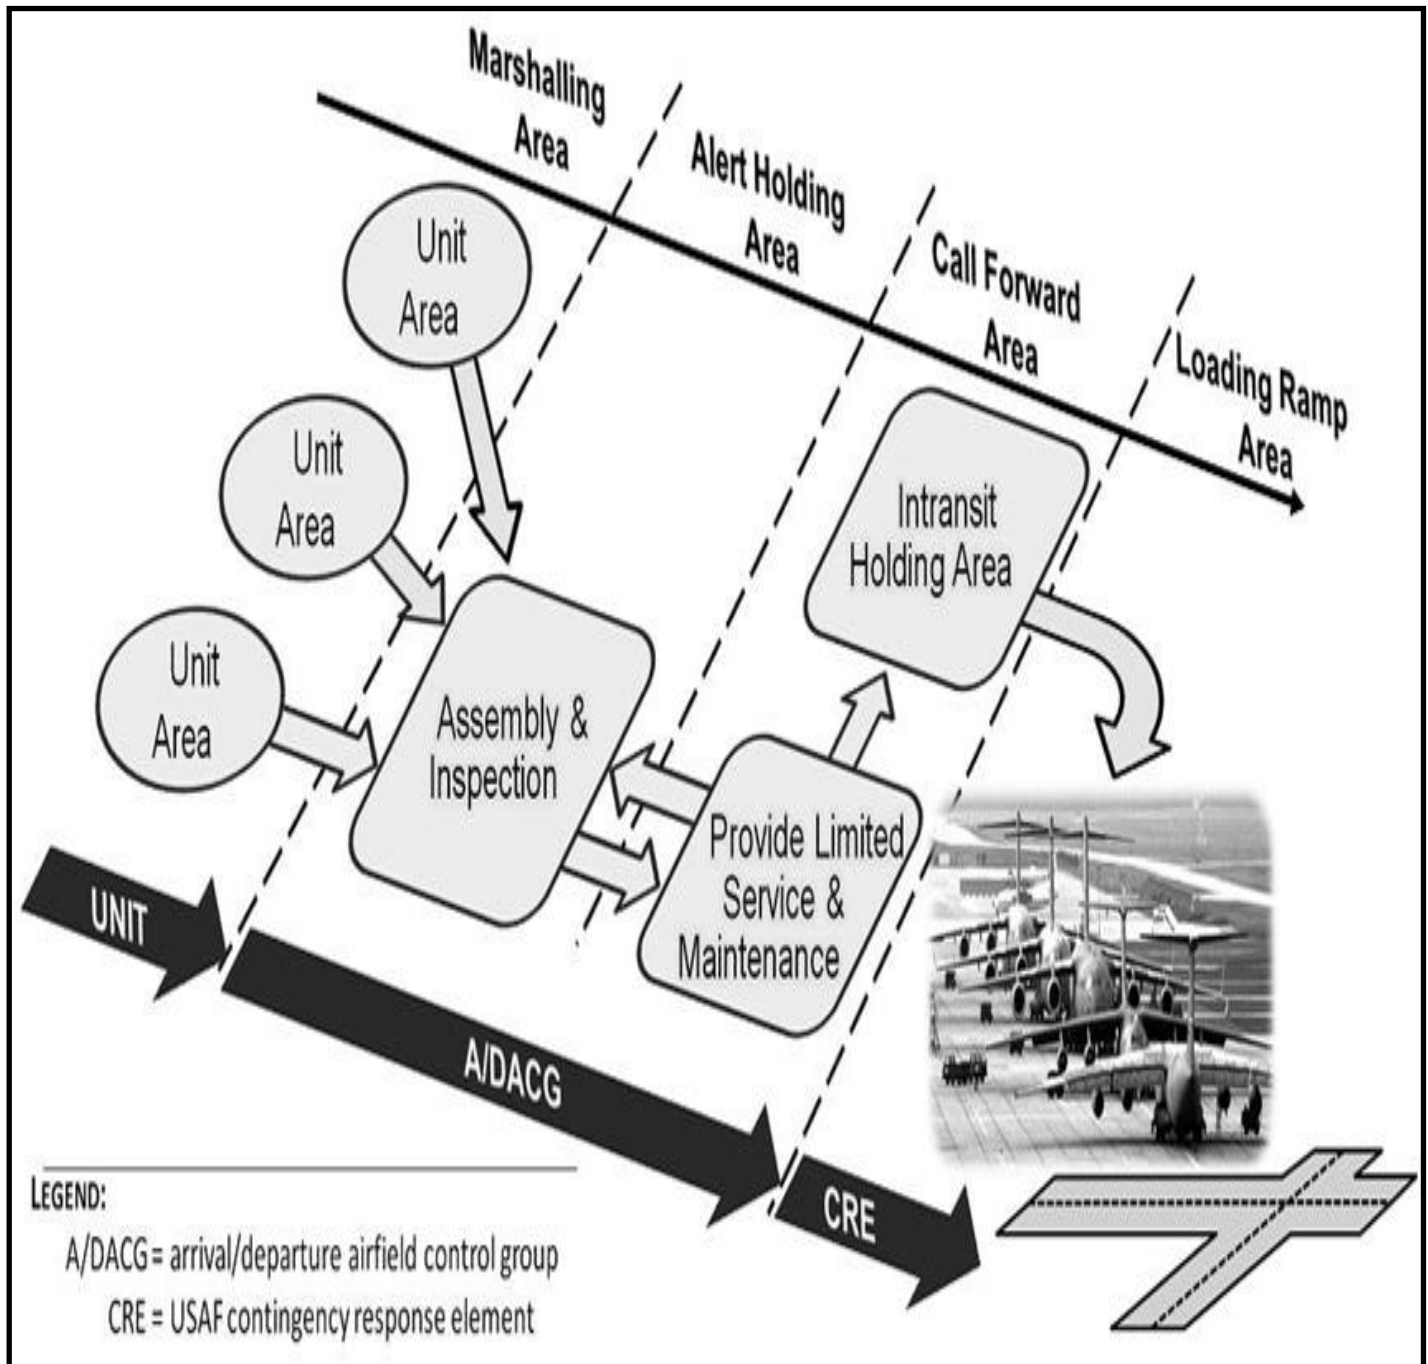 Marshalling
Area
Alert Holding
Area
Call Forward
Area
Loading Ramp
Area
Unit
Area
Unit
Area
Unit
Area
Assembly &
Inspection
Intransit
Holding Area
Provide Limited
Service &
Maintenance
UNIT
A/DACG
CRE
LEGEND:
A/DACG = arrival/departure airfield control group
CRE = USAF contingency response element